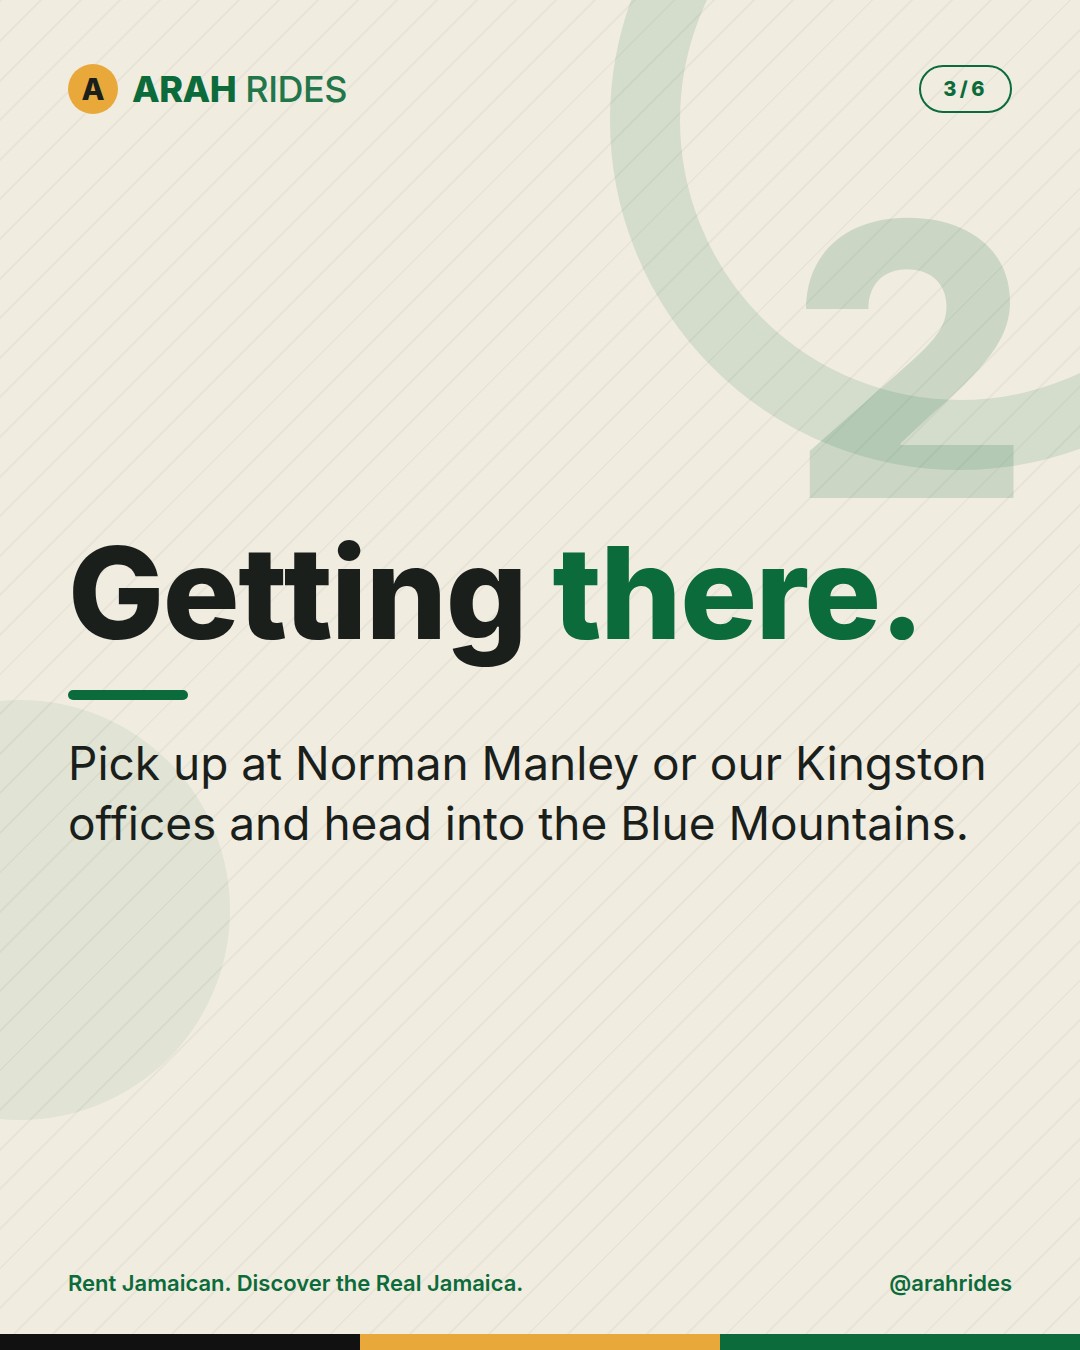 A ARAH RIDES
3/6
2
Getting there.
Pick up at Norman Manley or our Kingston
offices and head into the Blue Mountains.
Rent Jamaican. Discover the Real Jamaica.
@arahrides